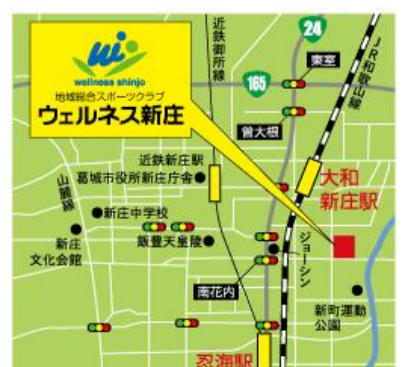 wellness shinjo
地域総合スポーツクラブ
ウェルネス新庄
近鉄御所線
24
165
東室
曽大根
JR和歌山線
近鉄新庄駅
葛城市役所新庄庁舎
山麓線
新庄中学校
新庄
文化会館
飯豊天皇陵
大和
新庄駅
ジョーシン
南花内
新町運動
公園
忍海駅